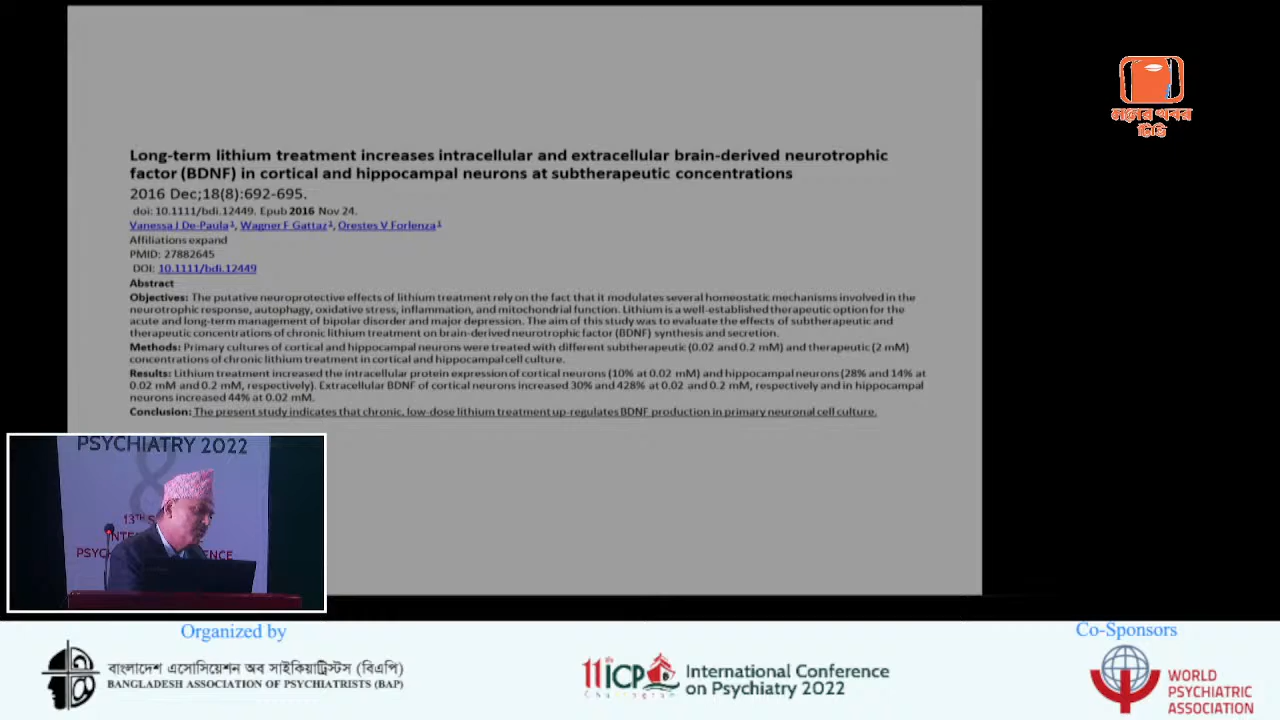 Long-term lithium treatment increases intracellular and extracellular brain-derived neurotrophic
factor (BDNF) in cortical and hippocampal neurons at subtherapeutic concentrations
2016 Dec;18(8):692-695.
doi: 10.1111/bdi.12449. Epub 2016 Nov 24.
Vanessa J De-Paula 1, Wagner F Gattaz 1, Orestes V Forlenza 1
Affiliations expand
PMID: 27882645
DOI: 10.1111/bdi.12449
Abstract
Objectives: The putative neuroprotective effects of lithium treatment rely on the fact that it modulates several homeostatic mechanisms involved in the
neurotrophic response, autophagy, oxidative stress, inflammation, and mitochondrial function. Lithium is a well-established therapeutic option for the
acute and long-term management of bipolar disorder and major depression. The aim of this study was to evaluate the effects of subtherapeutic and
therapeutic concentrations of chronic lithium treatment on brain-derived neurotrophic factor (BDNF) synthesis and secretion.
Methods: Primary cultures of cortical and hippocampal neurons were treated with different subtherapeutic (0.02 and 0.2 mM) and therapeutic (2 mM)
concentrations of chronic lithium treatment in cortical and hippocampal cell culture.
Results: Lithium treatment increased the intracellular protein expression of cortical neurons (10% at 0.02 mM) and hippocampal neurons (28% and 14% at
0.02 mM and 0.2 mM, respectively). Extracellular BDNF of cortical neurons increased 30% and 428% at 0.02 and 0.2 mM, respectively and in hippocampal
neurons increased 44% at 0.02 mM.
Conclusion: The present study indicates that chronic, low-dose lithium treatment up-regulates BDNF production in primary neuronal cell culture.
PSYCHIATRY 2022
13TH
Organized by
বাংলাদেশ এসোসিয়েশন অব সাইকিয়াট্রিস্টস (বিএপি)
BANGLADESH ASSOCIATION OF PSYCHIATRISTS (BAP)
11 ICP
International Conference
on Psychiatry 2022
Co-Sponsors
WORLD
PSYCHIATRIC
ASSOCIATION
মনের খবর
টিভি